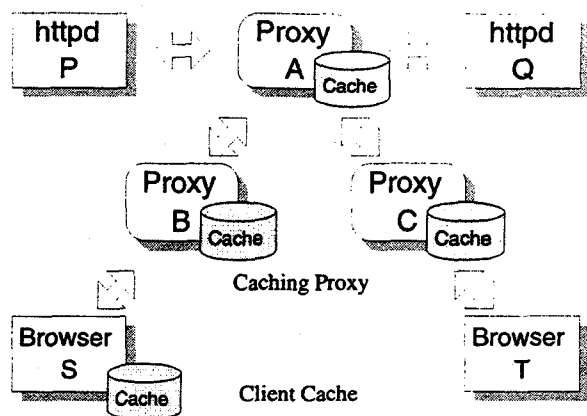 httpd
P
Proxy
A
Cache
httpd
Q
Proxy
B
Cache
Proxy
C
Cache
Caching Proxy
Browser
S
Cache
Browser
T
Client Cache